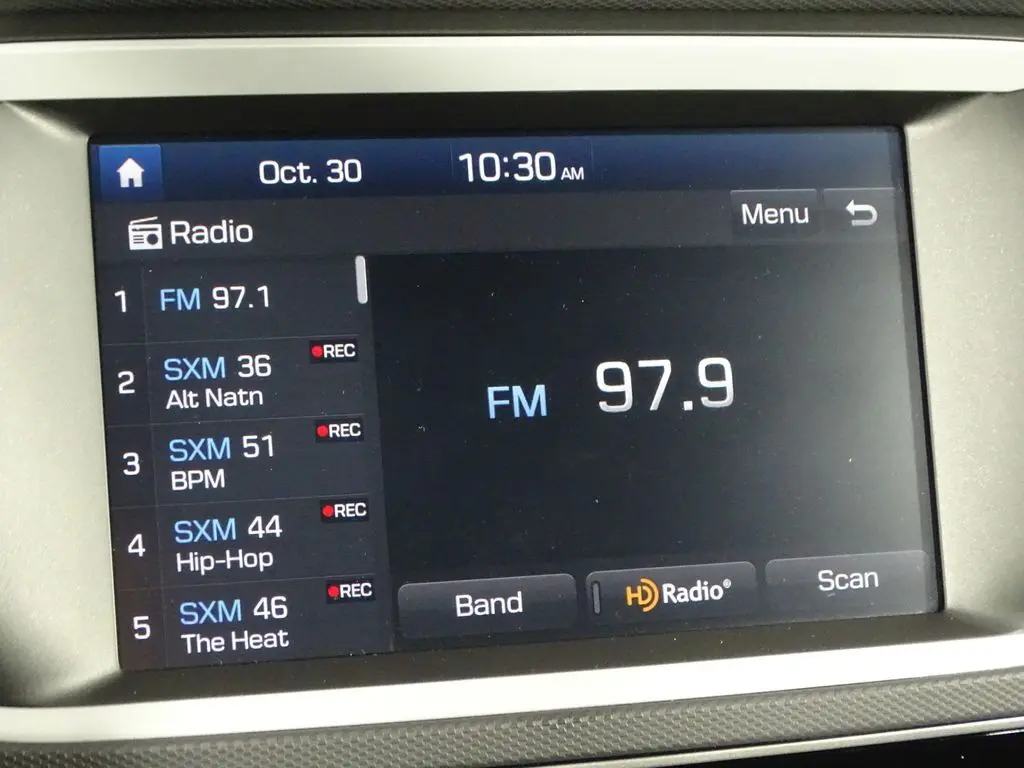 Oct. 30 10:30 AM
Radio Menu
1 FM 97.1
2 SXM 36 REC
Alt Natn
3 SXM 51 REC
BPM
4 SXM 44 REC
Hip-Hop
5 SXM 46 REC
The Heat
FM 97.9
Band HD Radio® Scan